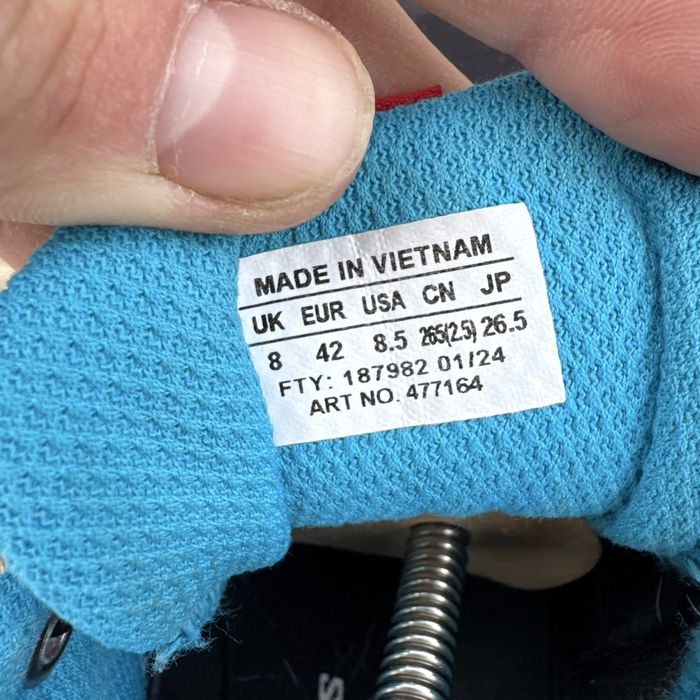 MADE IN VIETNAM
UK EUR USA CN JP
8 42 8.5 265(2.5) 26.5
FTY: 187982 01/24
ART NO. 477164
S